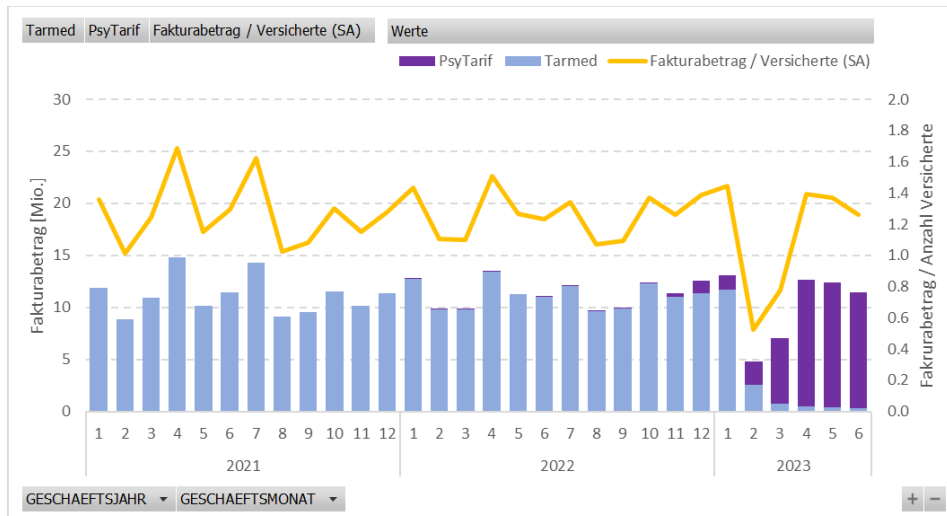 Tarmed PsyTarif Fakturabetrag / Versicherte (SA) Werte
PsyTarif Tarmed Fakturabetrag / Versicherte (SA)
30 2.0
1.8
25 1.6
1.4
20 1.2
15 1.0
0.8
10 0.6
5 0.4
0.2
0 0.0
Fakturabetrag [Mio.]
Fakrurabetrag / Anzahl Versicherte
1 2 3 4 5 6 7 8 9 10 11 12 1 2 3 4 5 6 7 8 9 10 11 12 1 2 3 4 5 6
2021 2022 2023
GESCHAEFTSJAHR GESCHAEFTSMONAT + −